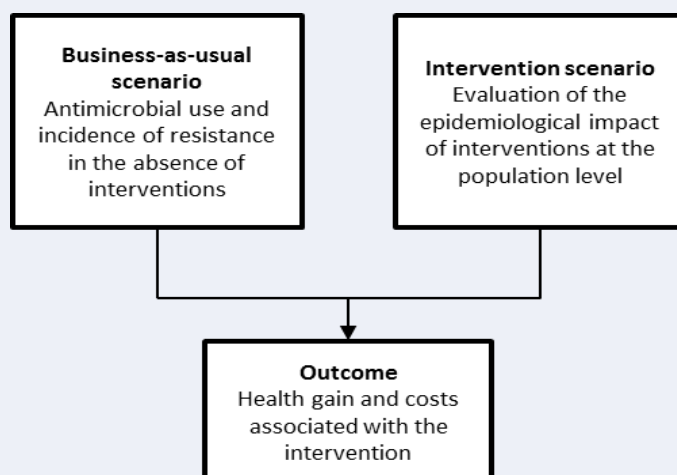 Business-as-usual
scenario
Antimicrobial use and
incidence of resistance
in the absence of
interventions
Intervention scenario
Evaluation of the
epidemiological impact
of interventions at the
population level
Outcome
Health gain and costs
associated with the
intervention